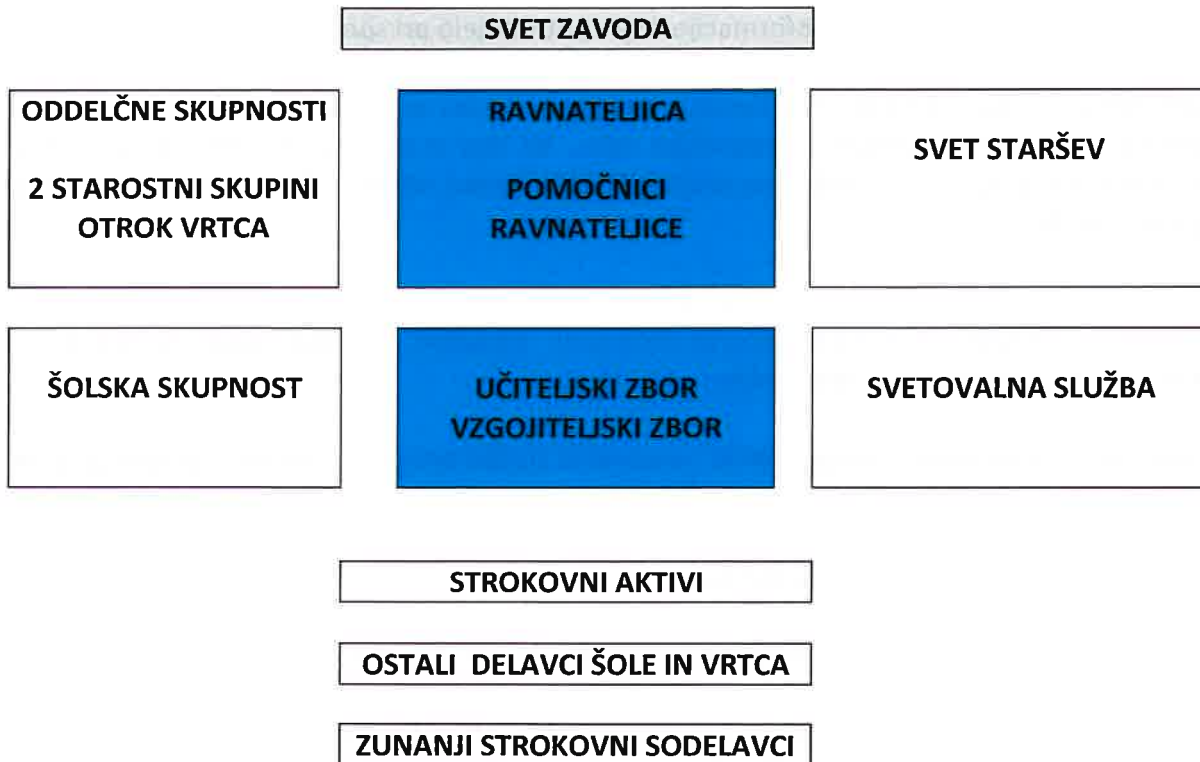 SVET ZAVODA
ODDELČNE SKUPNOSTI
2 STAROSTNI SKUPINI
OTROK VRTCA
RAVNATELJICA
POMOČNICI
RAVNATELJICE
SVET STARŠEV
ŠOLSKA SKUPNOST
UČITELJSKI ZBOR
VZGOJITELJSKI ZBOR
SVETOVALNA SLUŽBA
STROKOVNI AKTIVI
OSTALI DELAVCI ŠOLE IN VRTCA
ZUNANJI STROKOVNI SODELAVCI